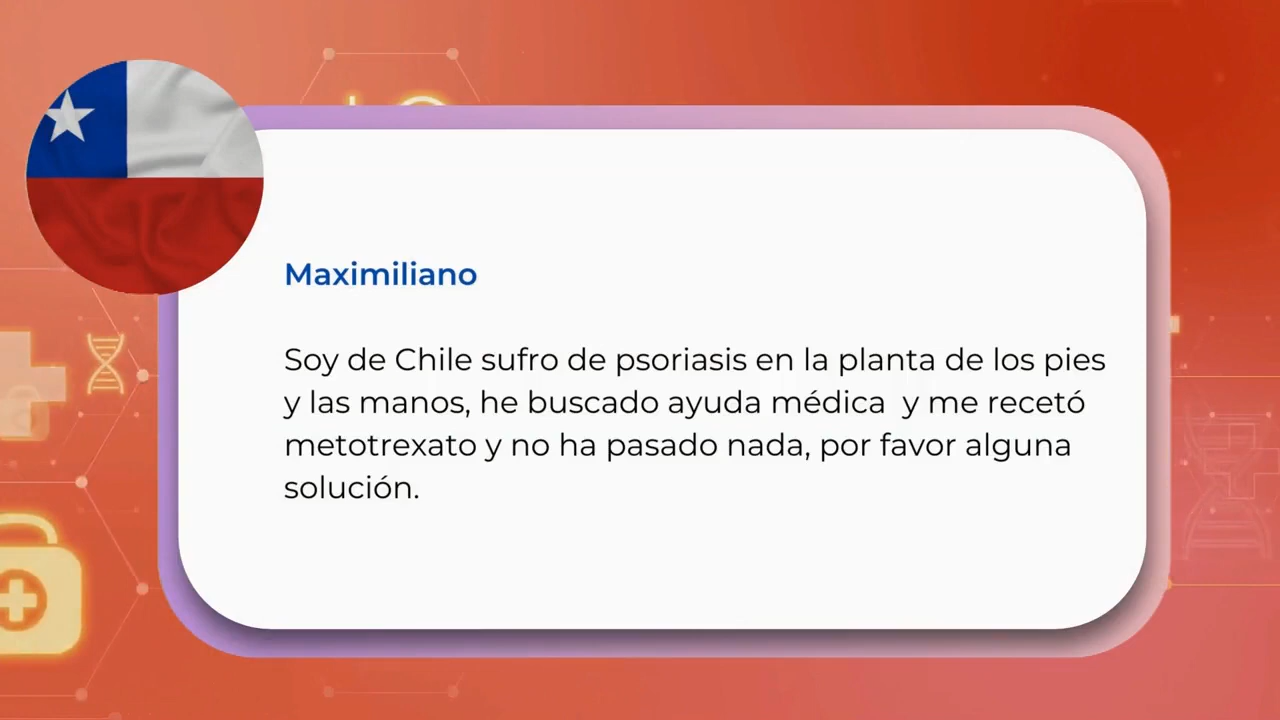 Maximiliano
Soy de Chile sufro de psoriasis en la planta de los pies
y las manos, he buscado ayuda médica  y me recetó
metotrexato y no ha pasado nada, por favor alguna
solución.